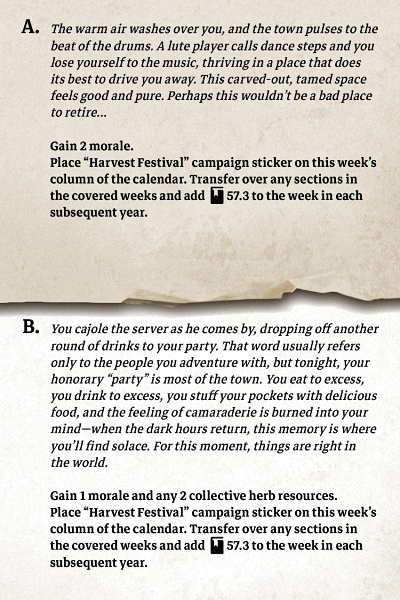 A. The warm air washes over you, and the town pulses to the
beat of the drums. A lute player calls dance steps and you
lose yourself to the music, thriving in a place that does
its best to drive you away. This carved-out, tamed space
feels good and pure. Perhaps this wouldn't be a bad place
to retire...
Gain 2 morale.
Place “Harvest Festival” campaign sticker on this week's
column of the calendar. Transfer over any sections in
the covered weeks and add 57.3 to the week in each
subsequent year.
B. You cajole the server as he comes by, dropping off another
round of drinks to your party. That word usually refers
only to the people you adventure with, but tonight, your
honorary “party” is most of the town. You eat to excess,
you drink to excess, you stuff your pockets with delicious
food, and the feeling of camaraderie is burned into your
mind—when the dark hours return, this memory is where
you'll find solace. For this moment, things are right in
the world.
Gain 1 morale and any 2 collective herb resources.
Place “Harvest Festival” campaign sticker on this week's
column of the calendar. Transfer over any sections in
the covered weeks and add 57.3 to the week in each
subsequent year.